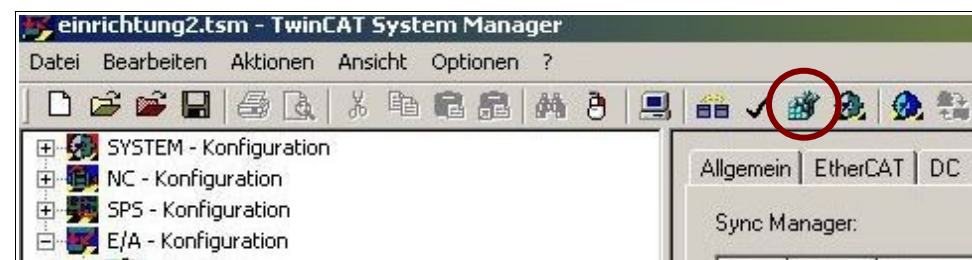 einrichtung2.tsm - TwinCAT System Manager
Datei Bearbeiten Aktionen Ansicht Optionen ?
SYSTEM - Konfiguration
NC - Konfiguration
SPS - Konfiguration
E/A - Konfiguration
Allgemein EtherCAT DC
Sync Manager: